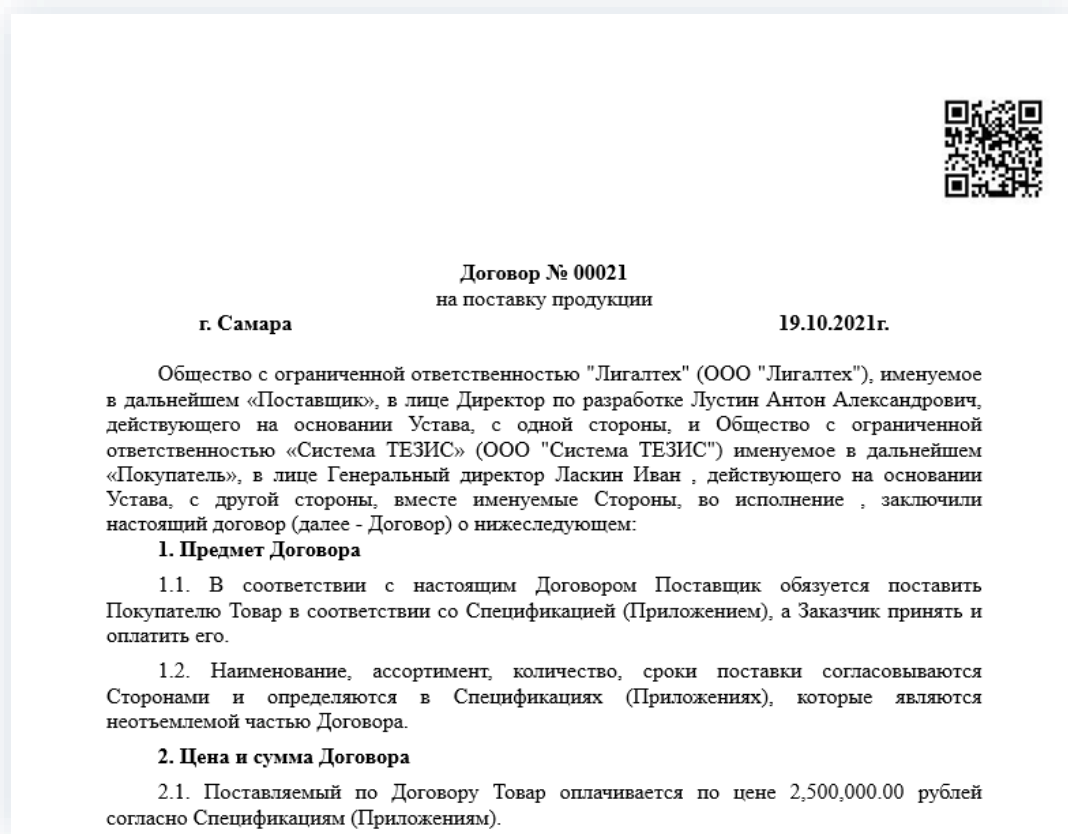 Договор № 00021
на поставку продукции
г. Самара 19.10.2021г.
Общество с ограниченной ответственностью "Лигалтех" (ООО "Лигалтех"), именуемое
в дальнейшем «Поставщик», в лице Директор по разработке Лустин Антон Александрович,
действующего на основании Устава, с одной стороны, и Общество с ограниченной
ответственностью «Система ТЕЗИС» (ООО "Система ТЕЗИС") именуемое в дальнейшем
«Покупатель», в лице Генеральный директор Ласкин Иван , действующего на основании
Устава, с другой стороны, вместе именуемые Стороны, во исполнение , заключили
настоящий договор (далее - Договор) о нижеследующем:
1. Предмет Договора
1.1. В соответствии с настоящим Договором Поставщик обязуется поставить
Покупателю Товар в соответствии со Спецификацией (Приложением), а Заказчик принять и
оплатить его.
1.2. Наименование, ассортимент, количество, сроки поставки согласовываются
Сторонами и определяются в Спецификациях (Приложениях), которые являются
неотъемлемой частью Договора.
2. Цена и сумма Договора
2.1. Поставляемый по Договору Товар оплачивается по цене 2,500,000.00 рублей
согласно Спецификациям (Приложениям).